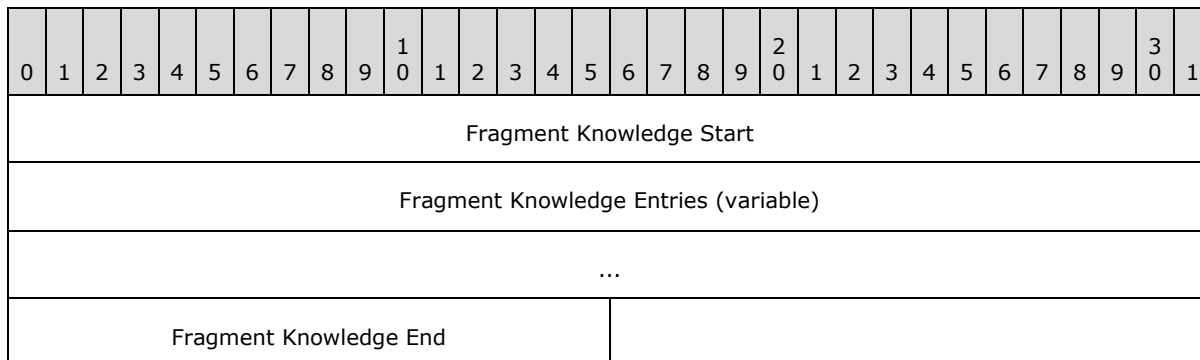 0 1 2 3 4 5 6 7 8 9 1 0 1 2 3 4 5 6 7 8 9 2 0 1 2 3 4 5 6 7 8 9 3 0 1
Fragment Knowledge Start
Fragment Knowledge Entries (variable)
...
Fragment Knowledge End